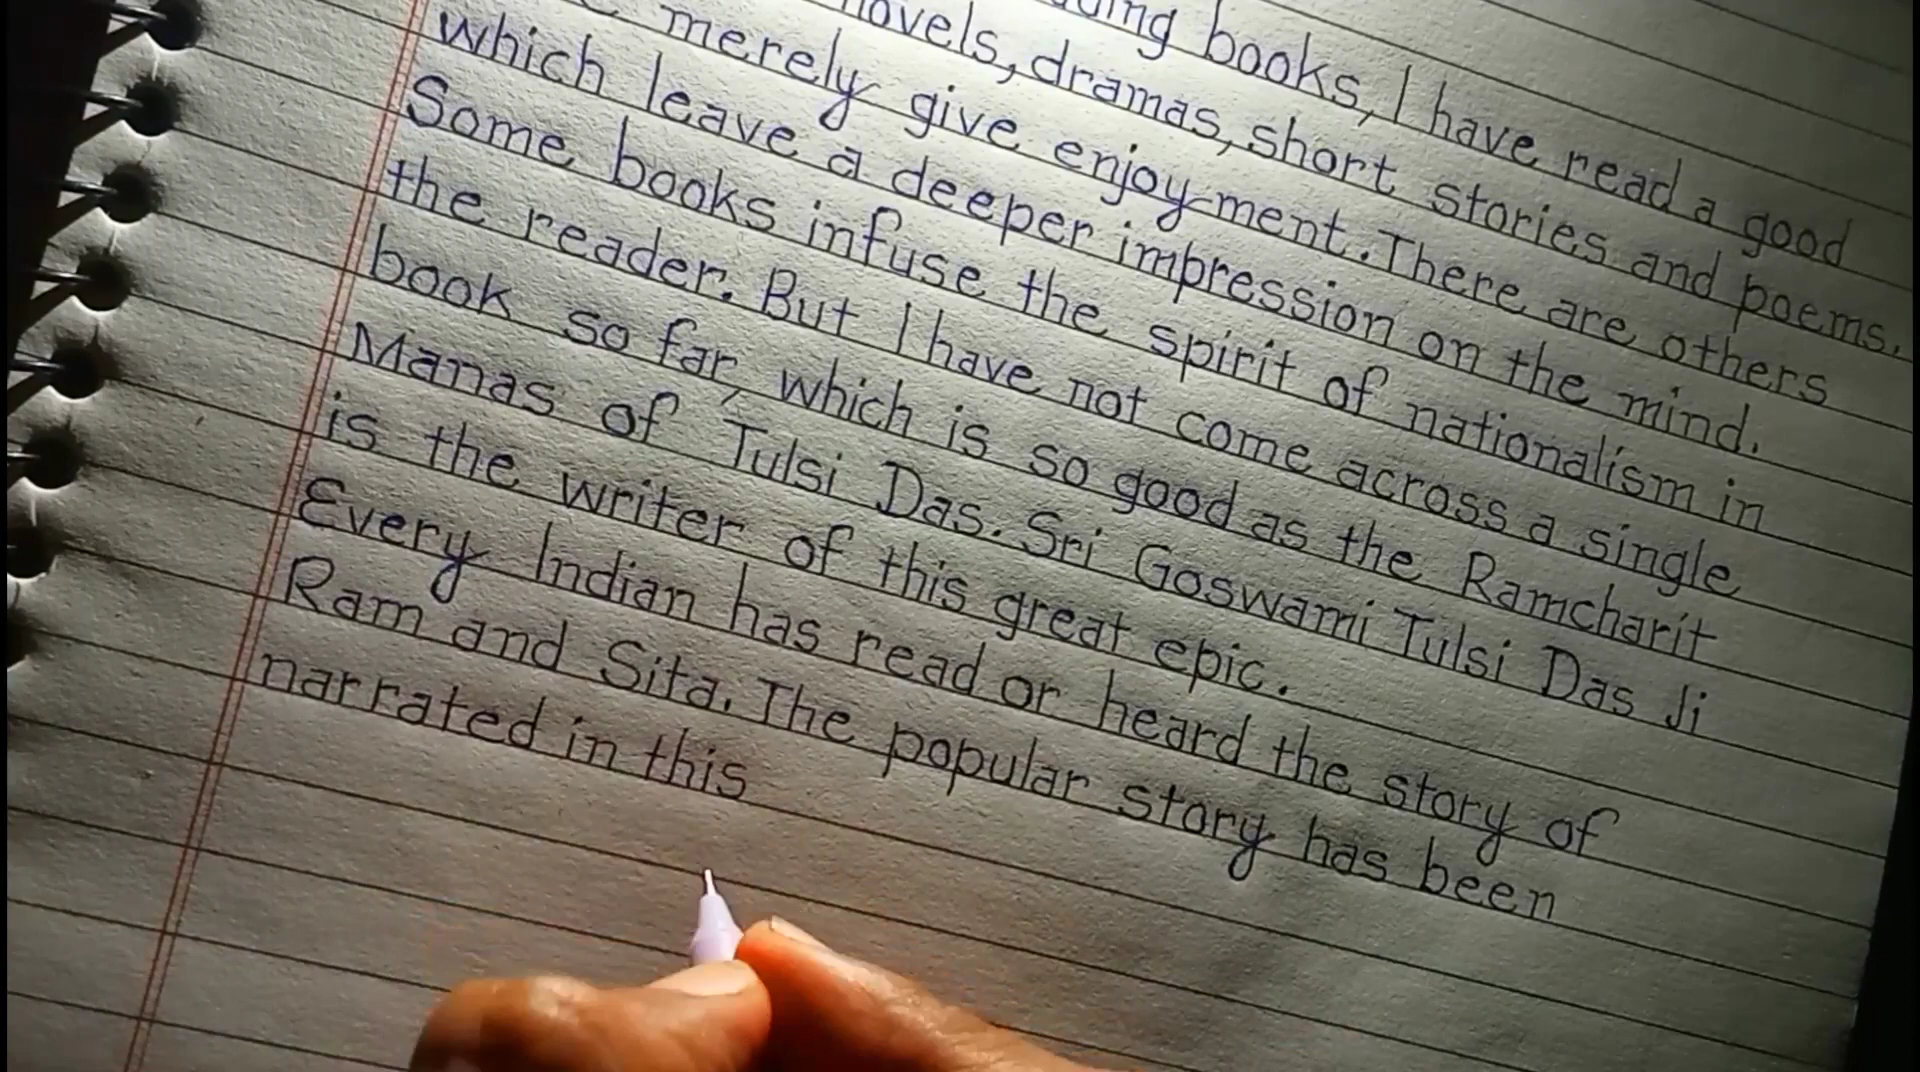 books, I have read a good
novels, dramas, short stories and poems.
merely give enjoyment. There are others
which leave a deeper impression on the mind.
Some books infuse the spirit of nationalism in
the reader. But I have not come across a single
book so far, which is so good as the Ramcharit
Manas of Tulsi Das. Sri Goswami Tulsi Das Ji
is the writer of this great epic.
Every Indian has read or heard the story of
Ram and Sita. The popular story has been
narrated in this